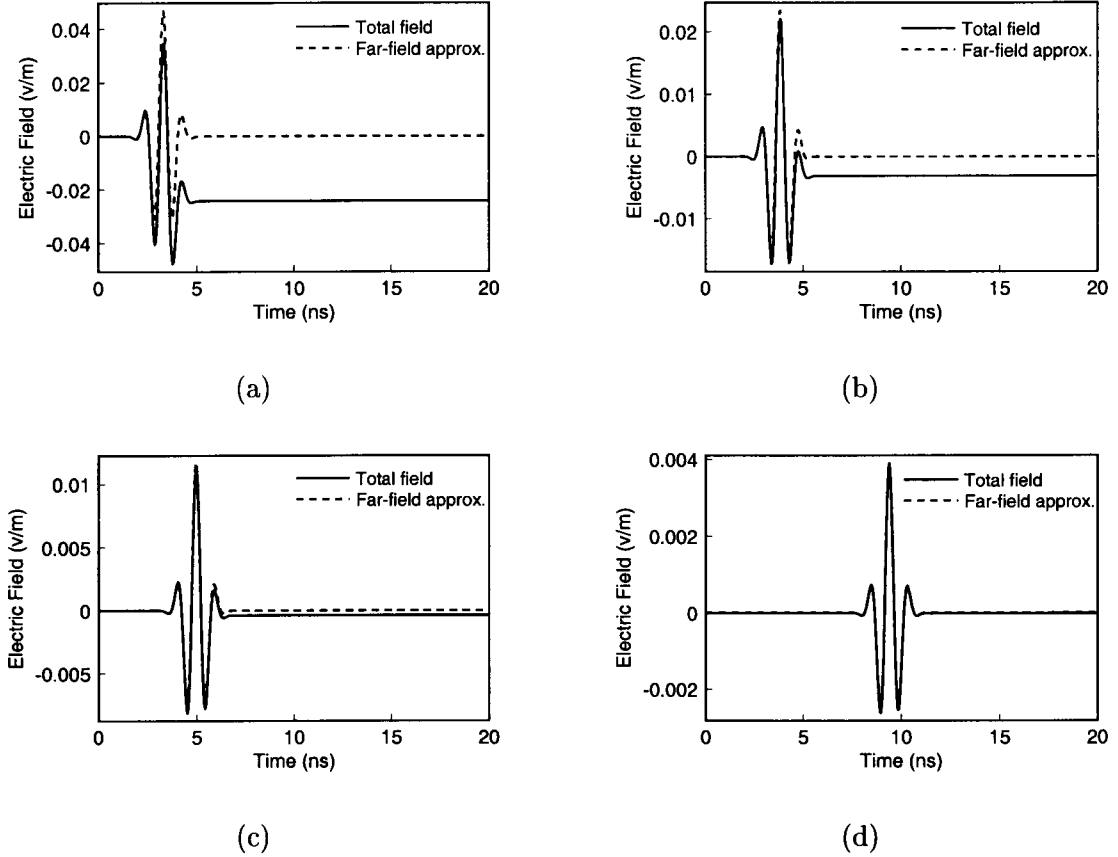 Electric Field (v/m)
0.04
0.02
0
-0.02
-0.04
Total field
Far-field approx.
0 5 10 15 20
Time (ns)
(a)
Electric Field (v/m)
0.02
0.01
0
-0.01
Total field
Far-field approx.
0 5 10 15 20
Time (ns)
(b)
Electric Field (v/m)
0.01
0.005
0
-0.005
Total field
Far-field approx.
0 5 10 15 20
Time (ns)
(c)
Electric Field (v/m)
0.004
0.002
0
-0.002
Total field
Far-field approx.
0 5 10 15 20
Time (ns)
(d)